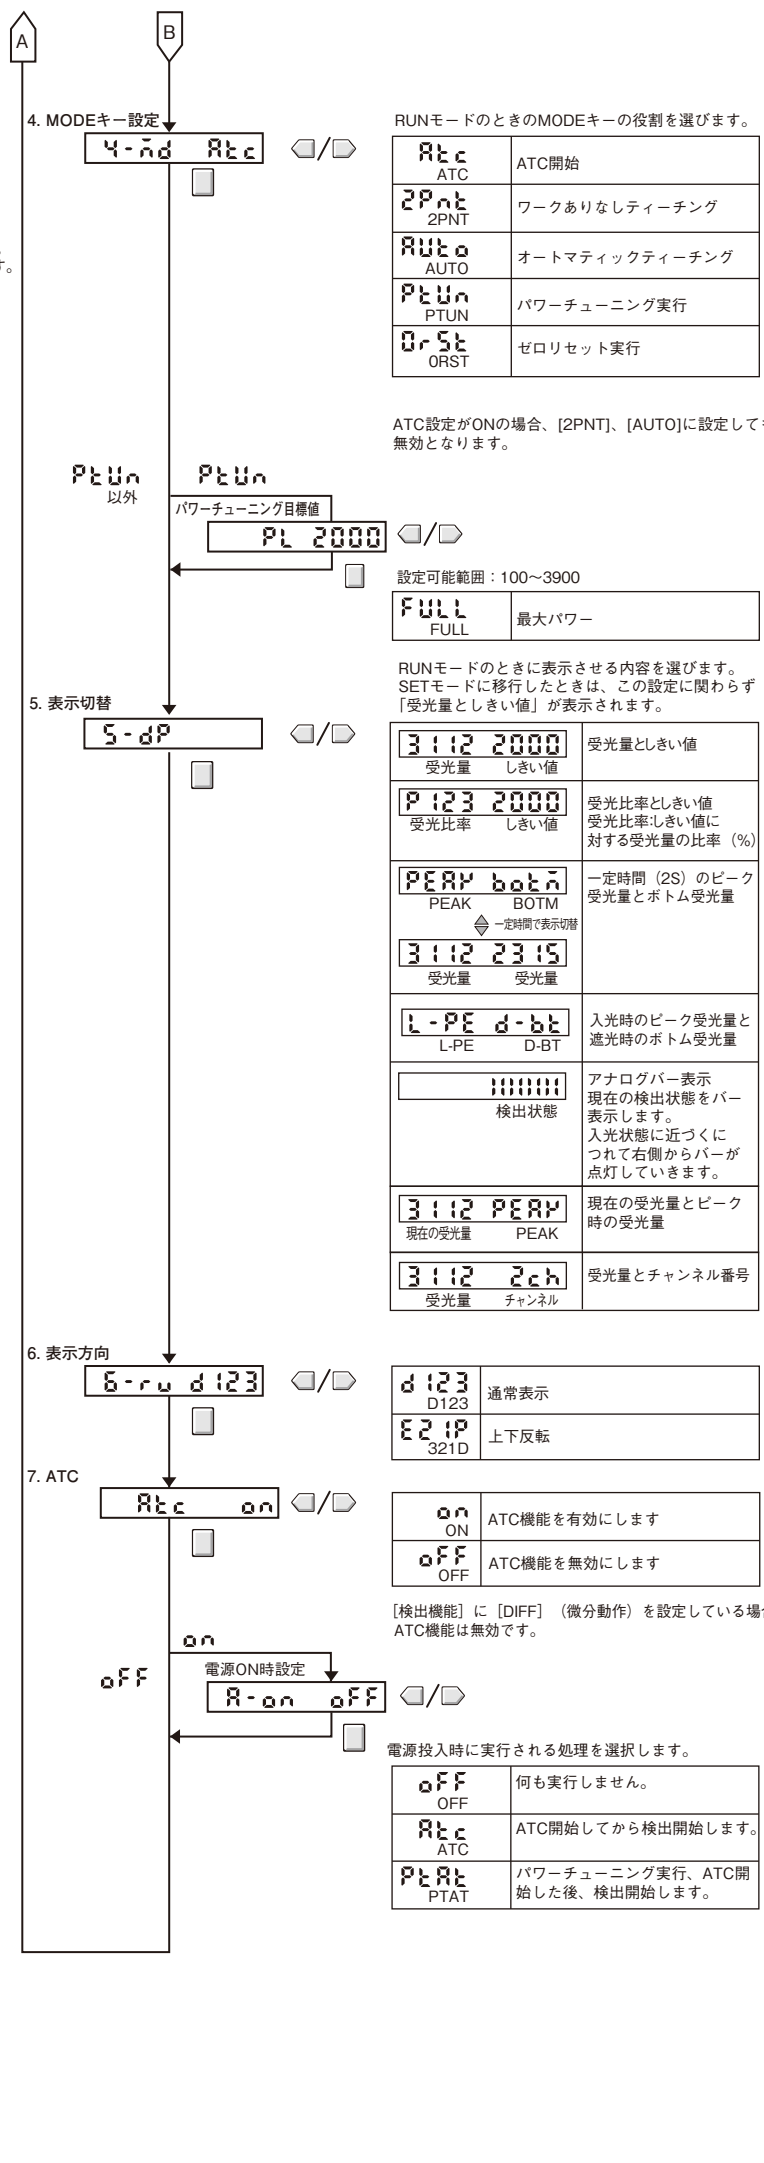 A
B
4. MODEキー設定
4-md Atc
/
RUNモードのときのMODEキーの役割を選びます。
Atc
ATC
ATC開始
2Pnt
2PNT
ワークありなしティーチング
AUto
AUTO
オートマティックティーチング
PtUn
PTUN
パワーチューニング実行
0rSt
0RST
ゼロリセット実行
す。
ATC設定がONの場合、[2PNT]、[AUTO]に設定しても
無効となります。
PtUn
以外
PtUn
パワーチューニング目標値
PL 2000
/
設定可能範囲：100～3900
FULL
FULL
最大パワー
RUNモードのときに表示させる内容を選びます。
SETモードに移行したときは、この設定に関わらず
「受光量としきい値」が表示されます。
5. 表示切替
5-dP
/
3112 2000
受光量 しきい値
受光量としきい値
P123 2000
受光比率 しきい値
受光比率としきい値
受光比率:しきい値に
対する受光量の比率（%）
PEAK botm
PEAK BOTM
一定時間で表示切替
3112 2315
受光量 受光量
一定時間（2S）のピーク
受光量とボトム受光量
L-PE d-bt
L-PE D-BT
入光時のピーク受光量と
遮光時のボトム受光量
検出状態
アナログバー表示
現在の検出状態をバー
表示します。
入光状態に近づくに
つれて右側からバーが
点灯していきます。
3112 PEAK
現在の受光量 PEAK
現在の受光量とピーク
時の受光量
3112 2ch
受光量 チャンネル
受光量とチャンネル番号
6. 表示方向
6-rv d123
/
d123
D123
通常表示
E21P
321D
上下反転
7. ATC
Atc on
/
on
ON
ATC機能を有効にします
oFF
OFF
ATC機能を無効にします
[検出機能] に [DIFF] （微分動作）を設定している場合
ATC機能は無効です。
on
oFF
電源ON時設定
A-on oFF
/
電源投入時に実行される処理を選択します。
oFF
OFF
何も実行しません。
Atc
ATC
ATC開始してから検出開始します。
PtAt
PTAT
パワーチューニング実行、ATC開
始した後、検出開始します。